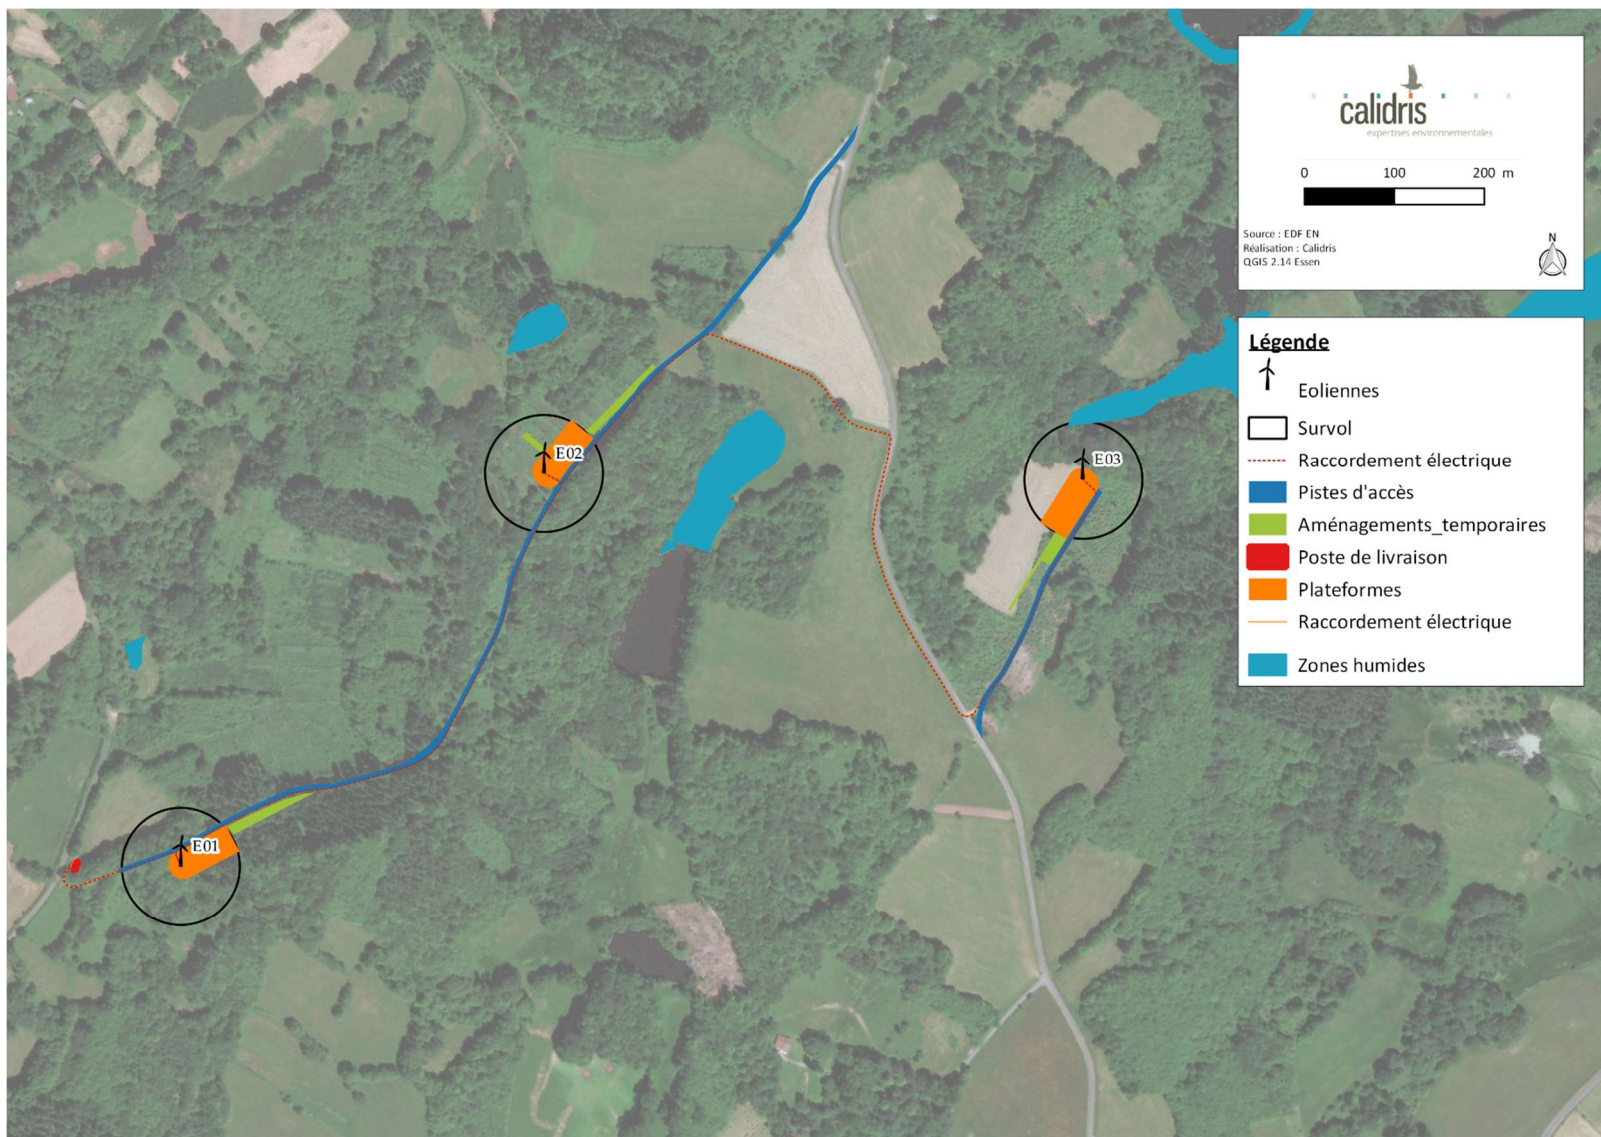 calidris
expertises environnementales
0 100 200 m
Source : EDF EN
Réalisation : Calidris
QGIS 2.14 Essen
N
Légende
Eoliennes
Survol
Raccordement électrique
Pistes d'accès
Aménagements_temporaires
Poste de livraison
Plateformes
Raccordement électrique
Zones humides
E02
E03
E01